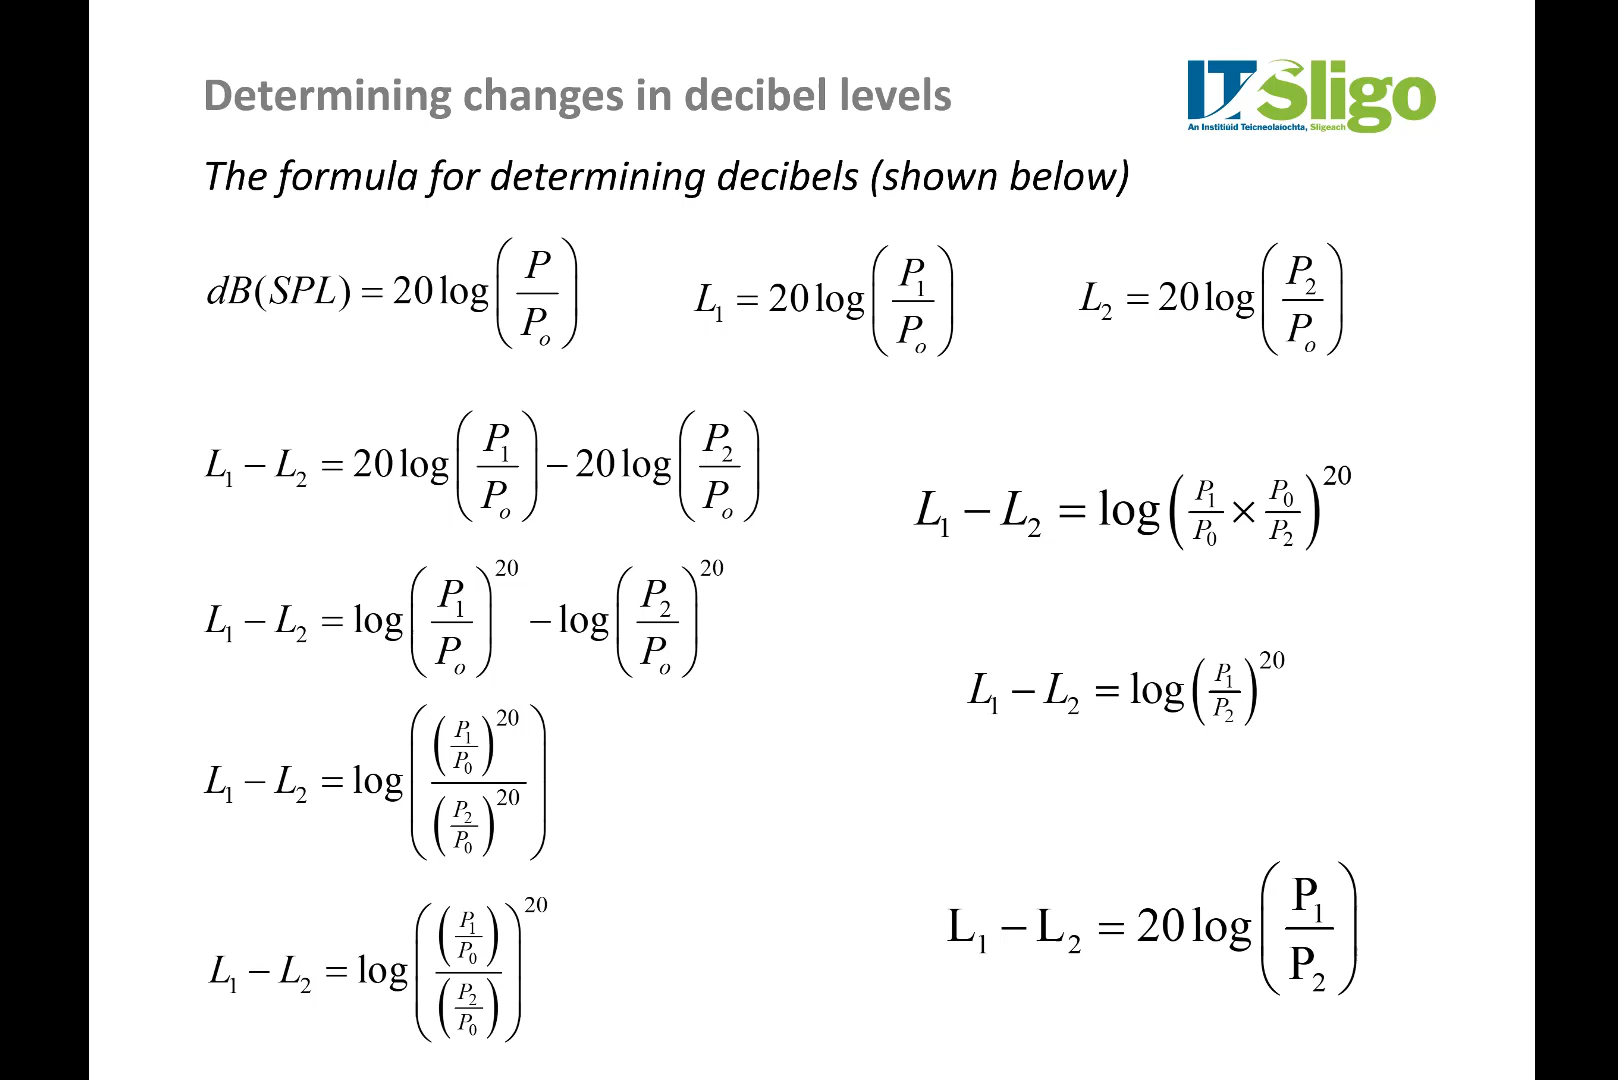 Determining changes in decibel levels
ITSligo
An Institiúid Teicneolaíochta, Sligeach
The formula for determining decibels (shown below)
dB(SPL) = 20 log(P/Pₒ)
L₁ = 20 log(P₁/Pₒ)
L₂ = 20 log(P₂/Pₒ)
L₁ − L₂ = 20 log(P₁/Pₒ) − 20 log(P₂/Pₒ)
L₁ − L₂ = log(P₁/Pₒ)²⁰ − log(P₂/Pₒ)²⁰
L₁ − L₂ = log((P₁/P₀)²⁰/(P₂/P₀)²⁰)
L₁ − L₂ = log((P₁/P₀)/(P₂/P₀))²⁰
L₁ − L₂ = log(P₁/P₀ × P₀/P₂)²⁰
L₁ − L₂ = log(P₁/P₂)²⁰
L₁ − L₂ = 20 log(P₁/P₂)